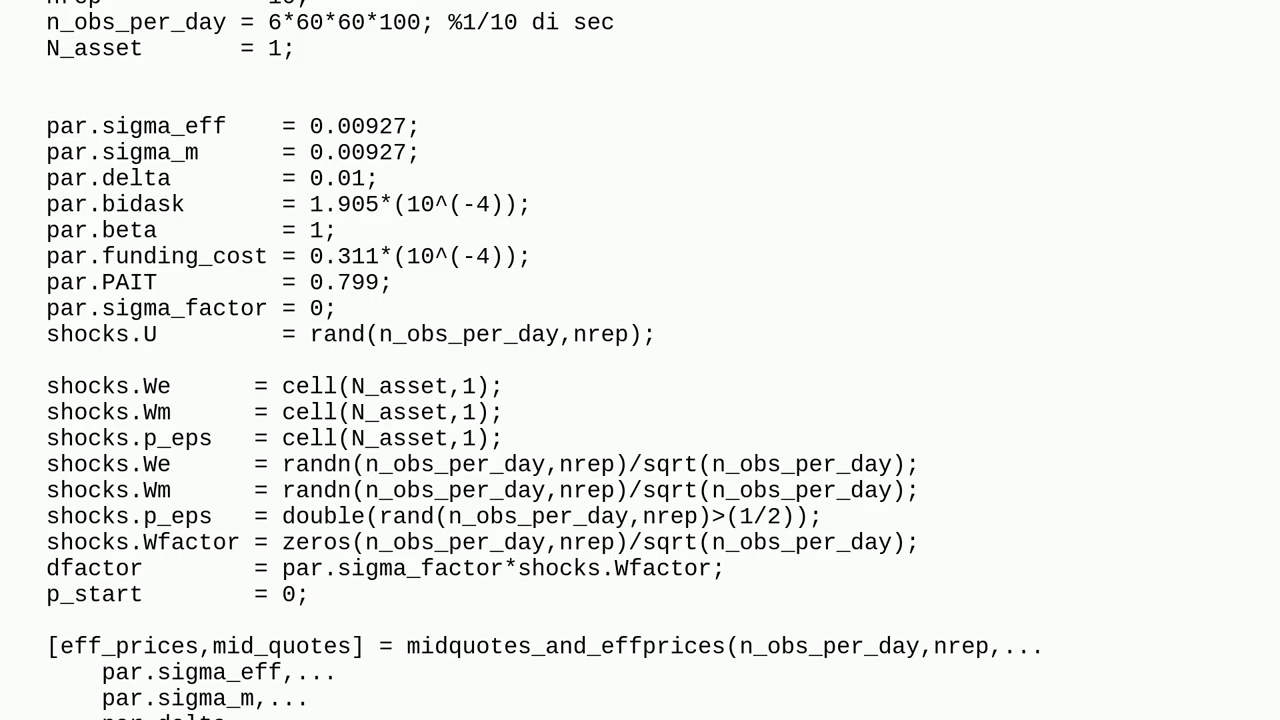 nrep = 10;
n_obs_per_day = 6*60*60*100; %1/10 di sec
N_asset = 1;
par.sigma_eff = 0.00927;
par.sigma_m = 0.00927;
par.delta = 0.01;
par.bidask = 1.905*(10^(-4));
par.beta = 1;
par.funding_cost = 0.311*(10^(-4));
par.PAIT = 0.799;
par.sigma_factor = 0;
shocks.U = rand(n_obs_per_day,nrep);
shocks.We = cell(N_asset,1);
shocks.Wm = cell(N_asset,1);
shocks.p_eps = cell(N_asset,1);
shocks.We = randn(n_obs_per_day,nrep)/sqrt(n_obs_per_day);
shocks.Wm = randn(n_obs_per_day,nrep)/sqrt(n_obs_per_day);
shocks.p_eps = double(rand(n_obs_per_day,nrep)>(1/2));
shocks.Wfactor = zeros(n_obs_per_day,nrep)/sqrt(n_obs_per_day);
dfactor = par.sigma_factor*shocks.Wfactor;
p_start = 0;
[eff_prices,mid_quotes] = midquotes_and_effprices(n_obs_per_day,nrep,...
par.sigma_eff,...
par.sigma_m,...
par.delta